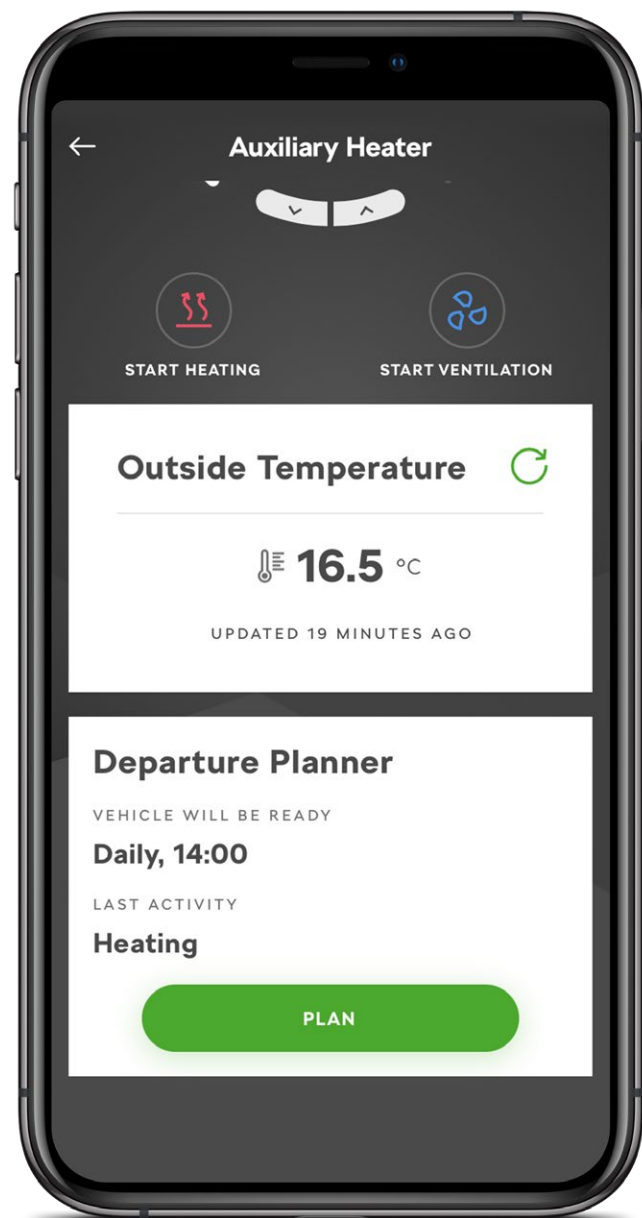 Auxiliary Heater
START HEATING
START VENTILATION
Outside Temperature
16.5 °C
UPDATED 19 MINUTES AGO
Departure Planner
VEHICLE WILL BE READY
Daily, 14:00
LAST ACTIVITY
Heating
PLAN